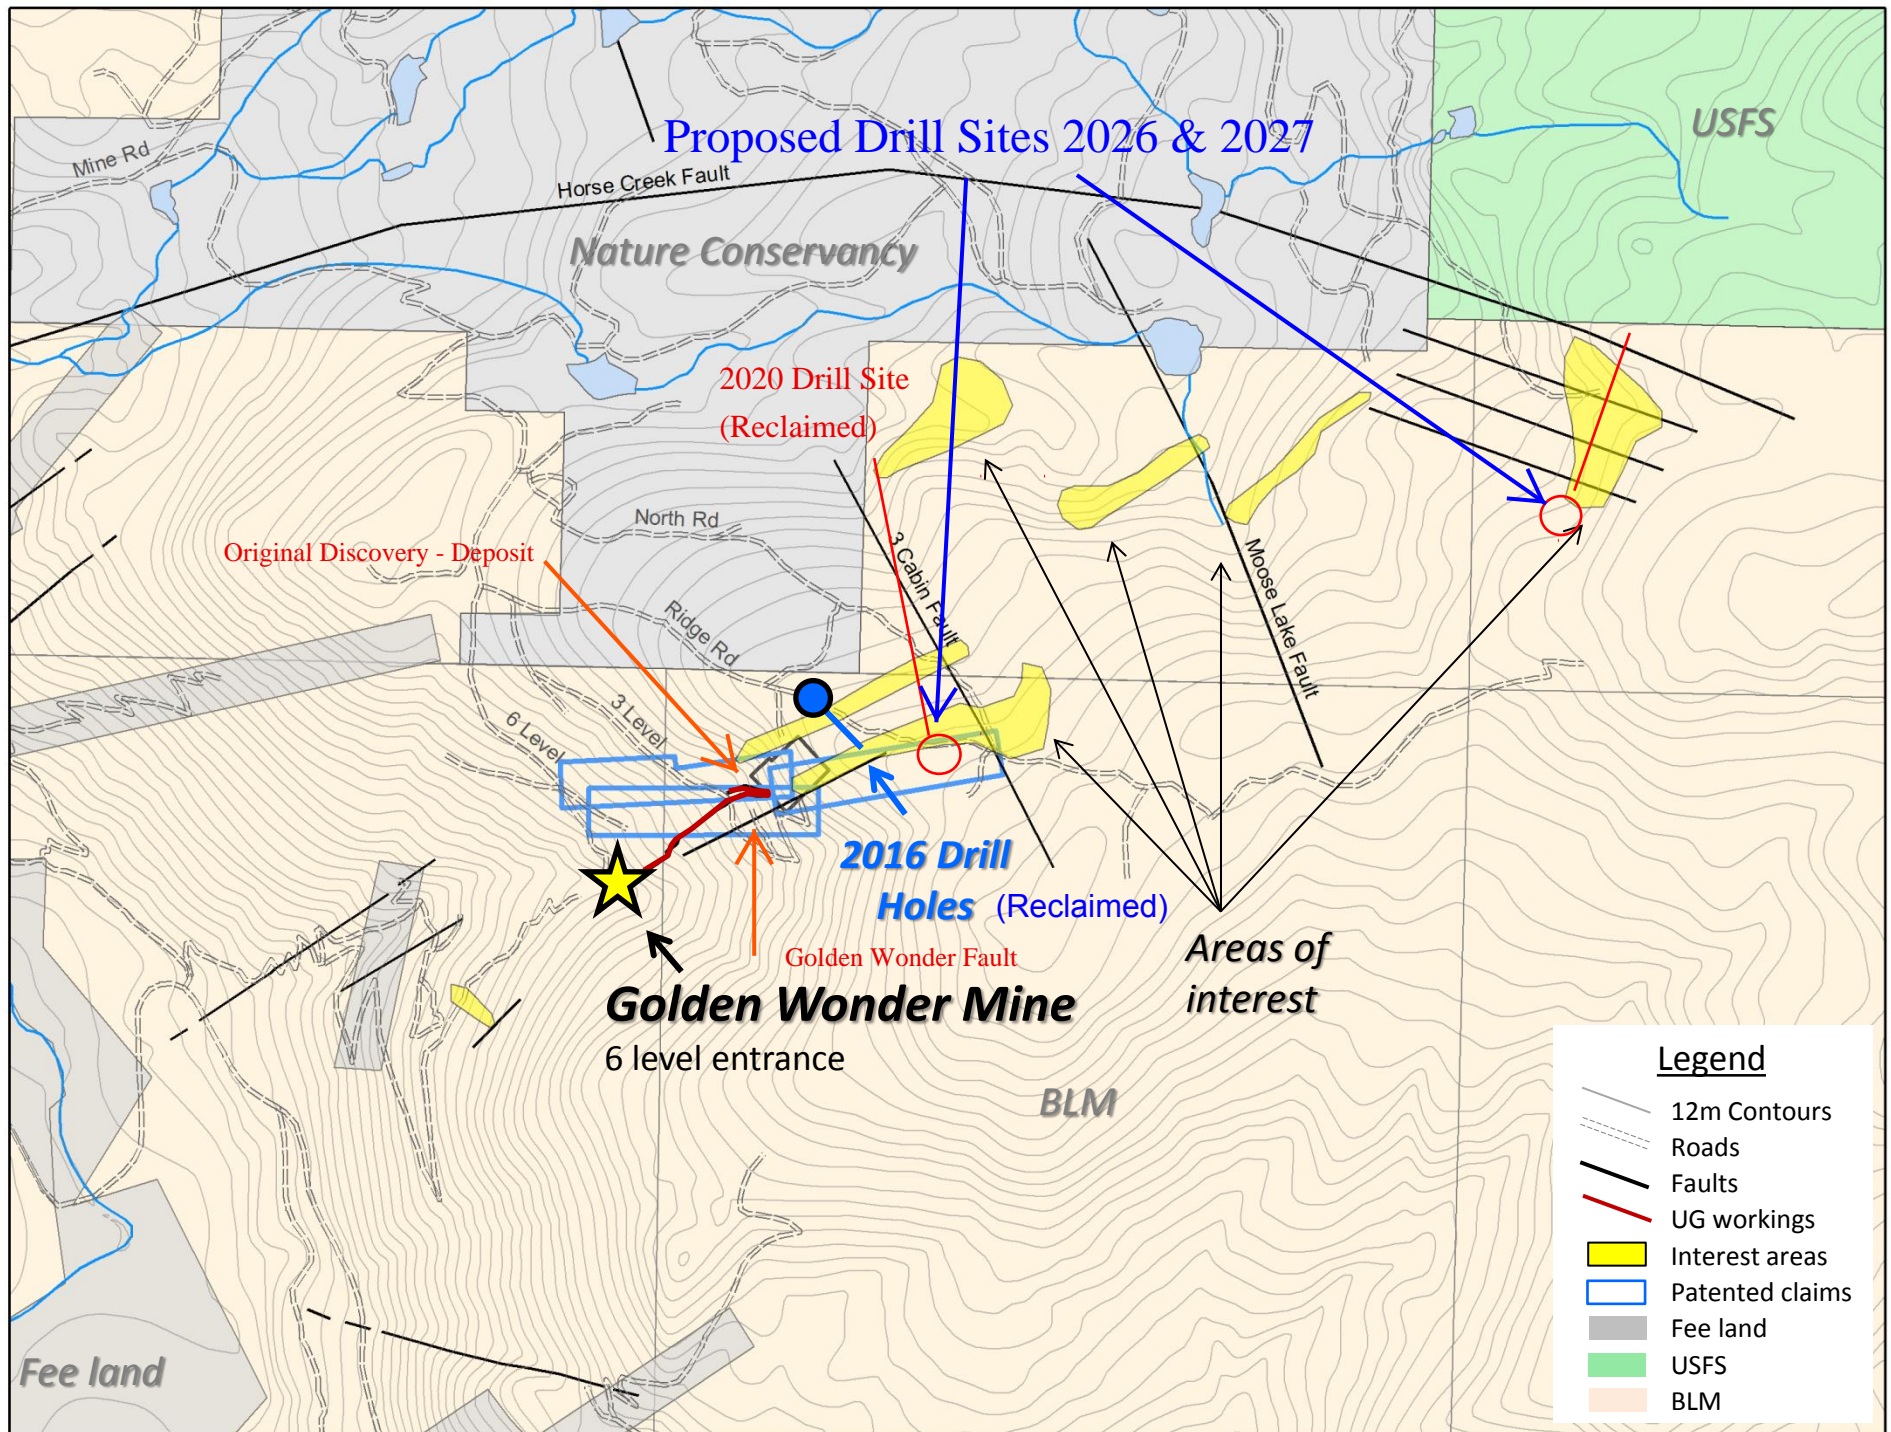 USFS
Proposed Drill Sites 2026 & 2027
Mine Rd
Horse Creek Fault
Nature Conservancy
2020 Drill Site
(Reclaimed)
North Rd
3 Cabin Fault
Moose Lake Fault
Original Discovery - Deposit
Ridge Rd
3 Level
6 Level
2016 Drill
Holes (Reclaimed)
Golden Wonder Fault
Areas of
interest
Golden Wonder Mine
6 level entrance
BLM
Fee land
Legend
12m Contours
Roads
Faults
UG workings
Interest areas
Patented claims
Fee land
USFS
BLM